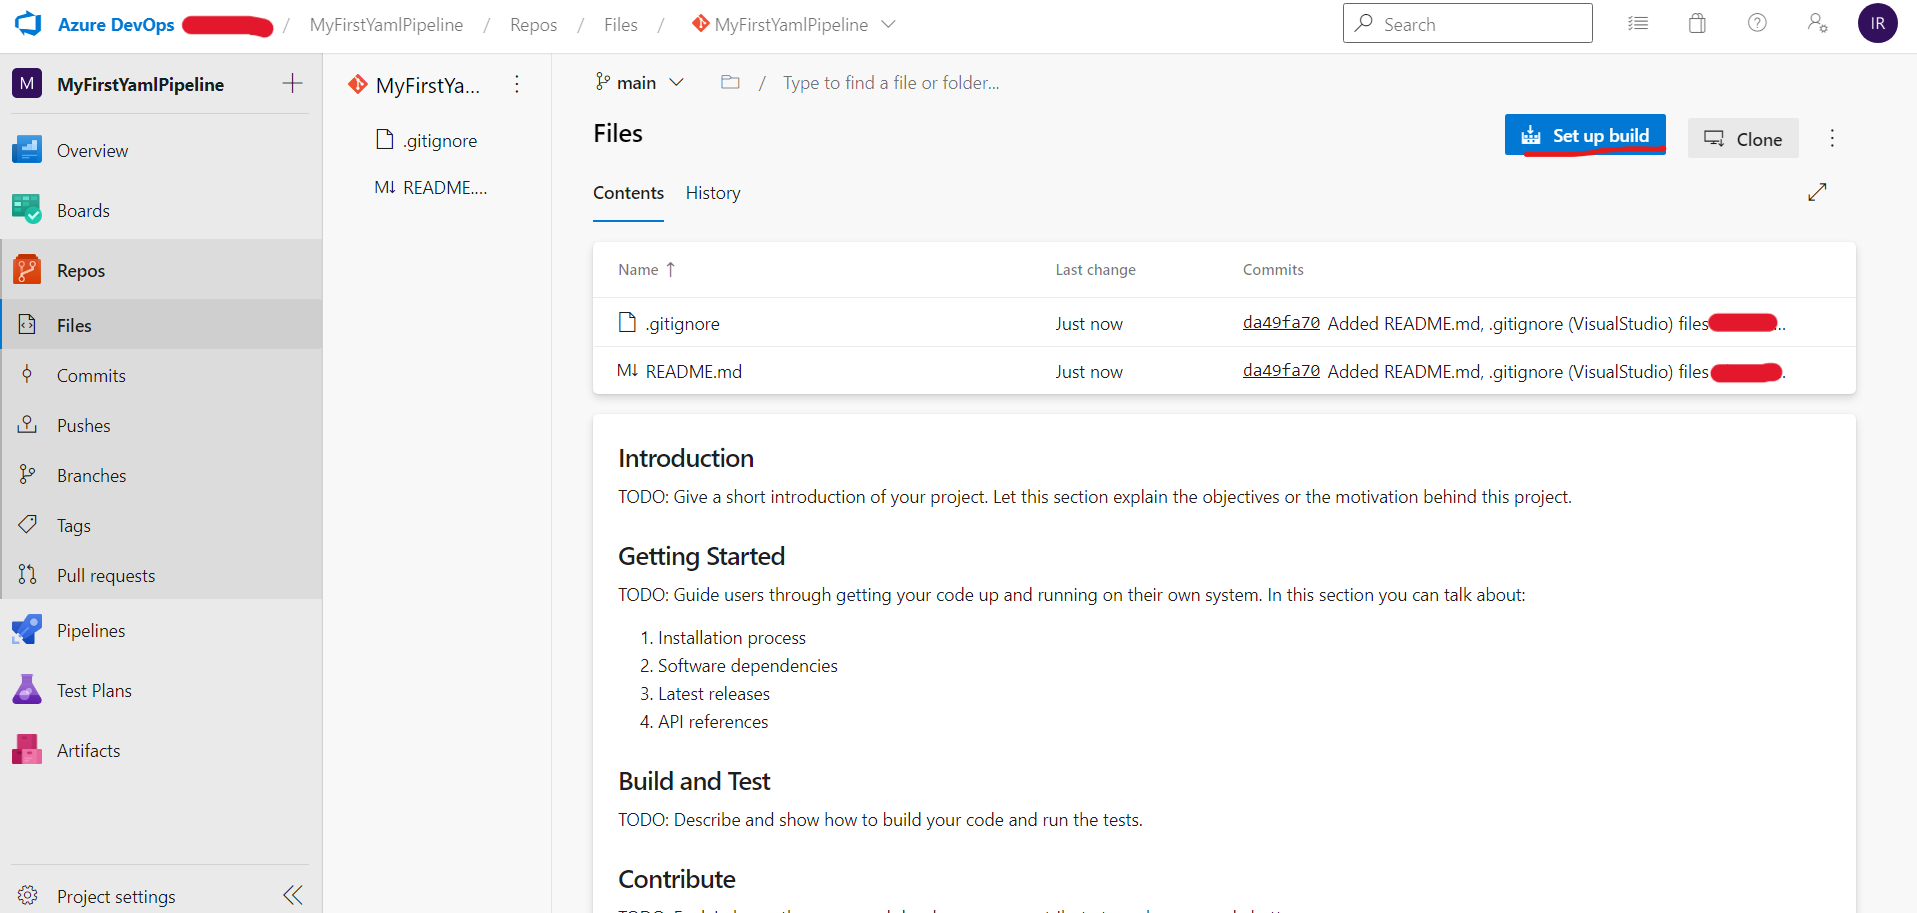 Azure DevOps / MyFirstYamlPipeline / Repos / Files / MyFirstYamlPipeline
Search
IR
M MyFirstYamlPipeline
Overview
Boards
Repos
Files
Commits
Pushes
Branches
Tags
Pull requests
Pipelines
Test Plans
Artifacts
Project settings
MyFirstYa...
.gitignore
M↓ README....
main / Type to find a file or folder...
Files
Set up build
Clone
Contents History
Name ↑ Last change Commits
.gitignore Just now da49fa70 Added README.md, .gitignore (VisualStudio) files ...
M↓ README.md Just now da49fa70 Added README.md, .gitignore (VisualStudio) files .
Introduction
TODO: Give a short introduction of your project. Let this section explain the objectives or the motivation behind this project.
Getting Started
TODO: Guide users through getting your code up and running on their own system. In this section you can talk about:
1. Installation process
2. Software dependencies
3. Latest releases
4. API references
Build and Test
TODO: Describe and show how to build your code and run the tests.
Contribute